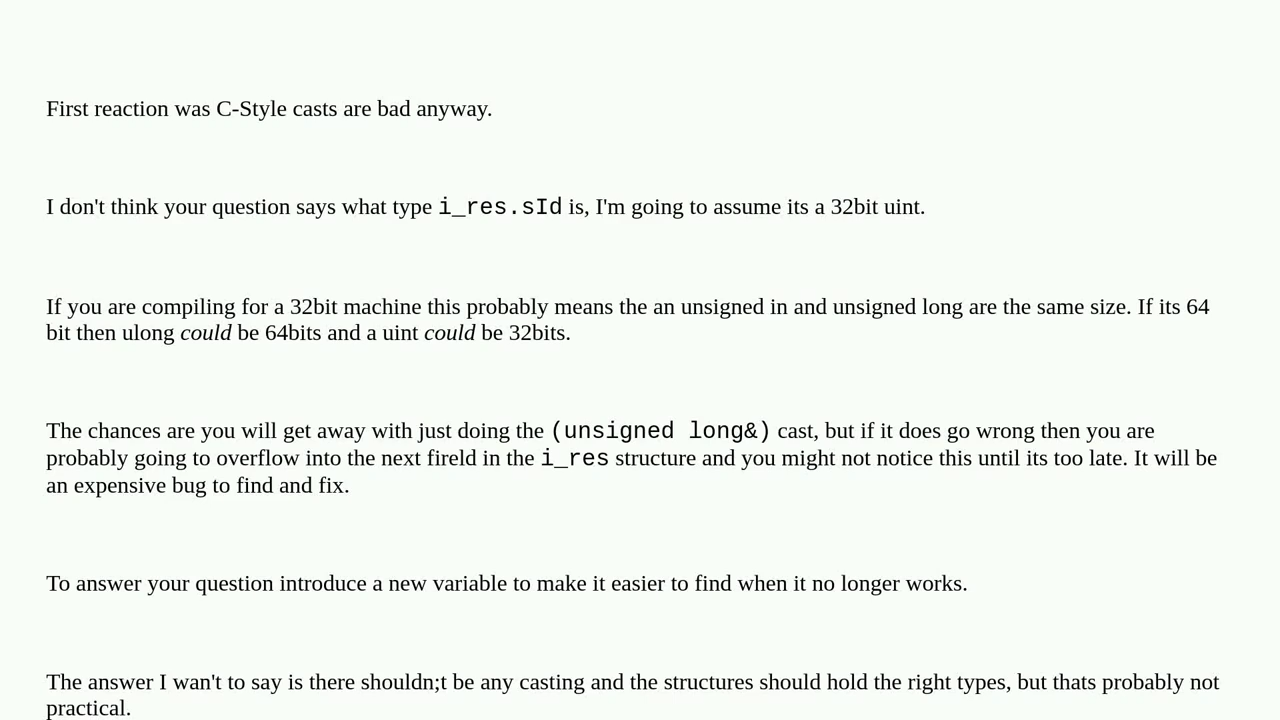 First reaction was C-Style casts are bad anyway.
I don't think your question says what type i_res.sId is, I'm going to assume its a 32bit uint.
If you are compiling for a 32bit machine this probably means the an unsigned in and unsigned long are the same size. If its 64
bit then ulong could be 64bits and a uint could be 32bits.
The chances are you will get away with just doing the (unsigned long&) cast, but if it does go wrong then you are
probably going to overflow into the next fireld in the i_res structure and you might not notice this until its too late. It will be
an expensive bug to find and fix.
To answer your question introduce a new variable to make it easier to find when it no longer works.
The answer I wan't to say is there shouldn;t be any casting and the structures should hold the right types, but thats probably not
practical.